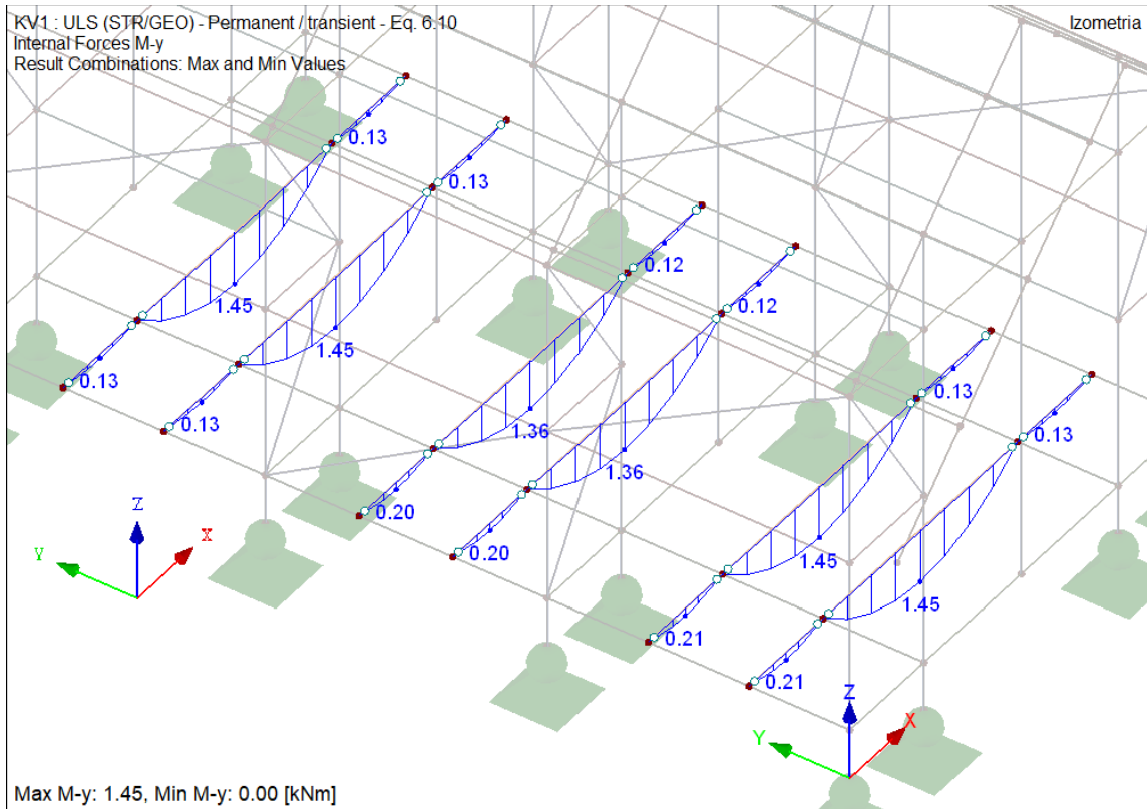 KV1 : ULS (STR/GEO) - Permanent / transient - Eq. 6.10
Izometria
Internal Forces M-y
Result Combinations: Max and Min Values
0.13
0.13
0.12
0.12
1.45
1.45
0.13
0.13
0.13
0.13
1.36
1.36
0.20
0.20
1.45
1.45
0.21
0.21
Z
Y
X
Z
Y
X
Max M-y: 1.45, Min M-y: 0.00 [kNm]